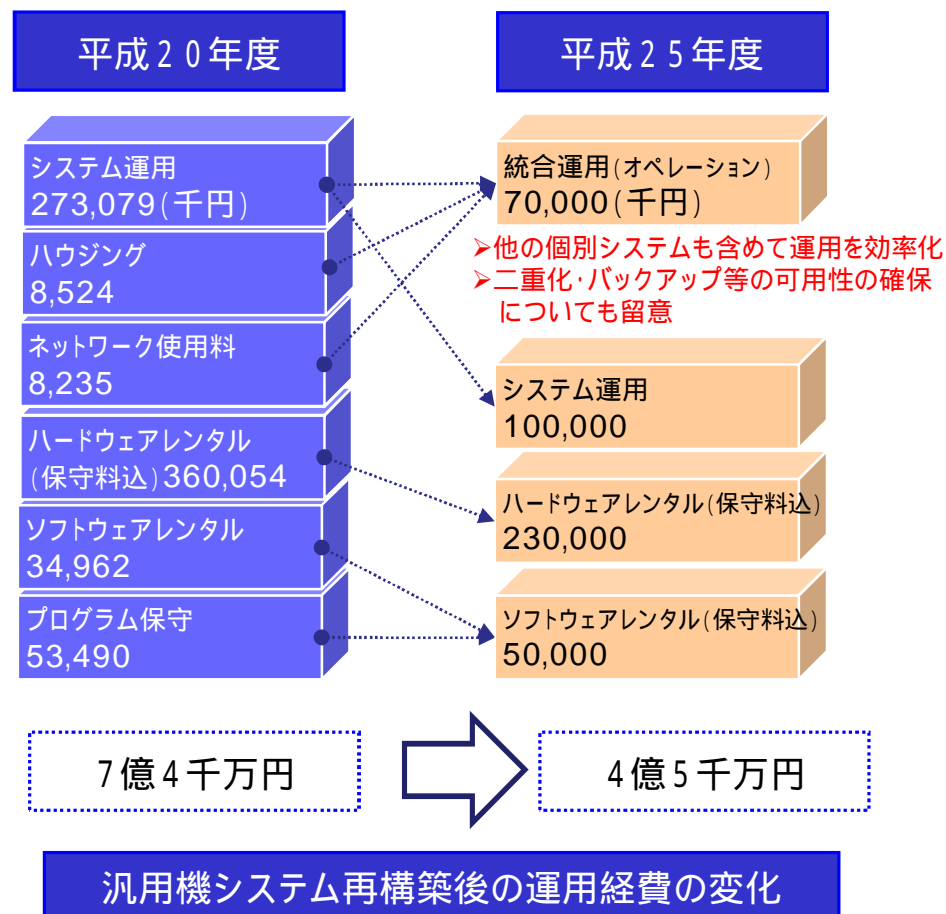 平成２０年度
システム運用
273,079(千円)
ハウジング
8,524
ネットワーク使用料
8,235
ハードウェアレンタル
(保守料込)360,054
ソフトウェアレンタル
34,962
プログラム保守
53,490
7億4千万円
平成２５年度
統合運用(オペレーション)
70,000(千円)
➢他の個別システムも含めて運用を効率化
➢二重化・バックアップ等の可用性の確保
についても留意
システム運用
100,000
ハードウェアレンタル(保守料込)
230,000
ソフトウェアレンタル(保守料込)
50,000
4億5千万円
汎用機システム再構築後の運用経費の変化